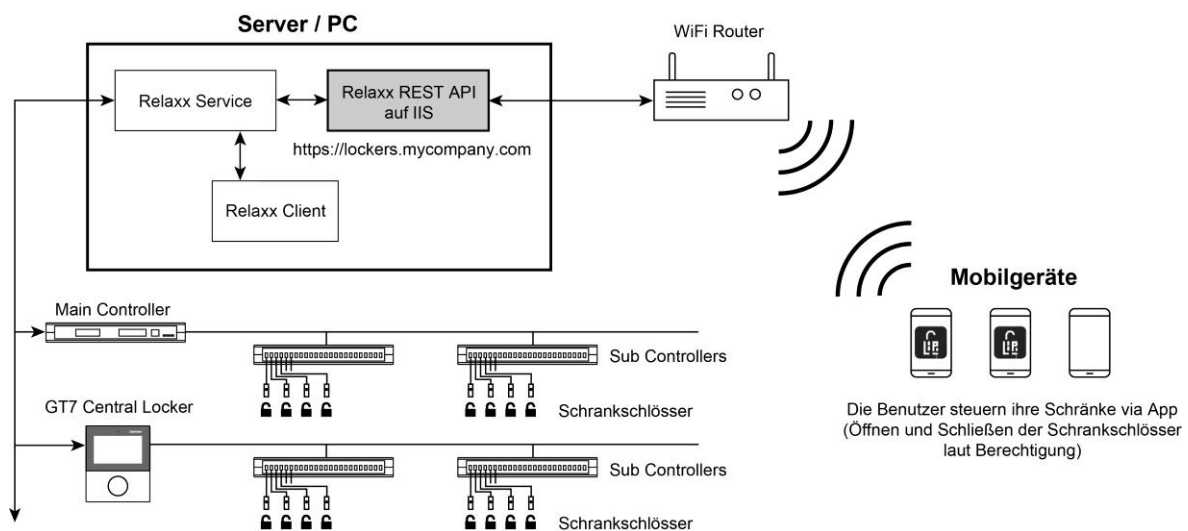 Server / PC
WiFi Router
Relaxx Service
Relaxx REST API
auf IIS
https://lockers.mycompany.com
Relaxx Client
Mobilgeräte
Main Controller
Sub Controllers
Schrankschlösser
GT7 Central Locker
Die Benutzer steuern ihre Schränke via App
(Öffnen und Schließen der Schrankschlösser
laut Berechtigung)
Sub Controllers
Schrankschlösser